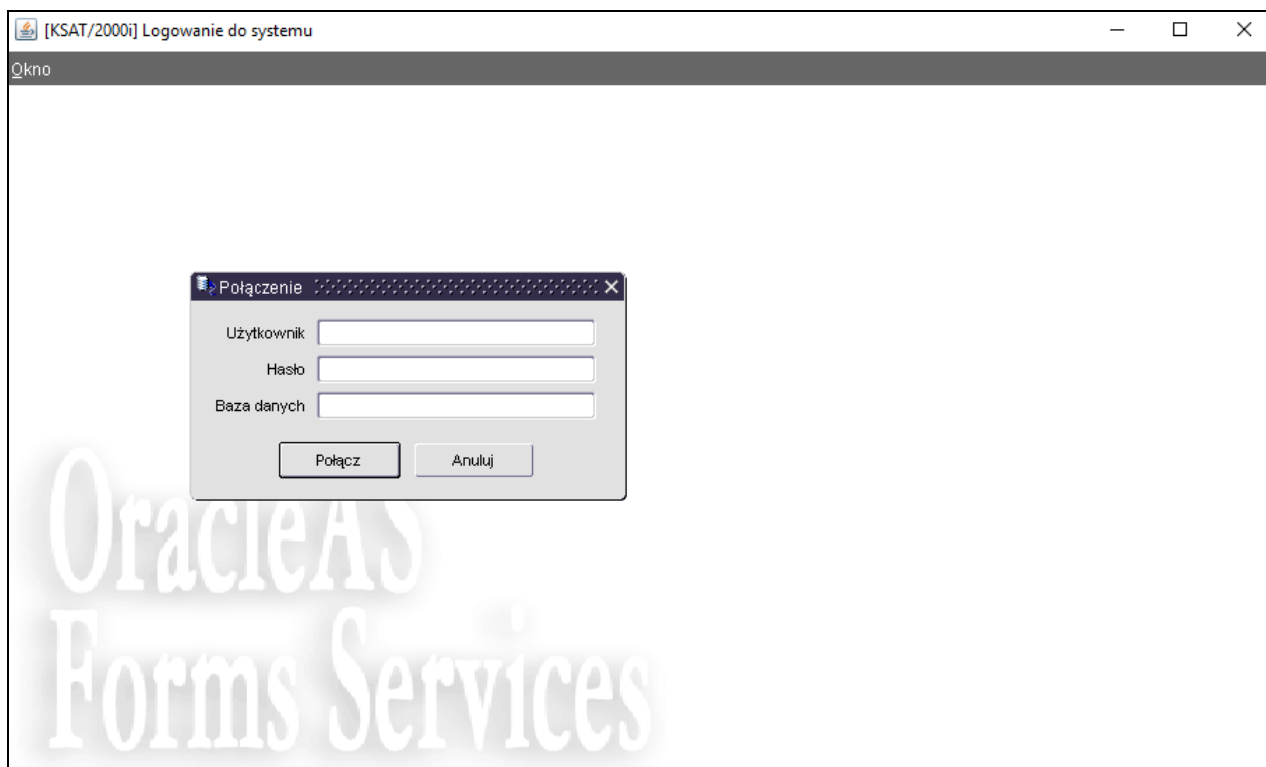 [KSAT/2000i] Logowanie do systemu
Okno
Połączenie
Użytkownik
Hasło
Baza danych
Połącz Anuluj
OracleAS
Forms Services